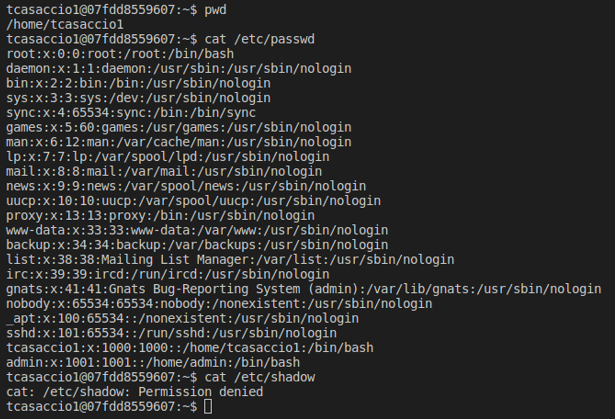 tcasaccio1@07fdd8559607:~$ pwd
/home/tcasaccio1
tcasaccio1@07fdd8559607:~$ cat /etc/passwd
root:x:0:0:root:/root:/bin/bash
daemon:x:1:1:daemon:/usr/sbin:/usr/sbin/nologin
bin:x:2:2:bin:/bin:/usr/sbin/nologin
sys:x:3:3:sys:/dev:/usr/sbin/nologin
sync:x:4:65534:sync:/bin:/bin/sync
games:x:5:60:games:/usr/games:/usr/sbin/nologin
man:x:6:12:man:/var/cache/man:/usr/sbin/nologin
lp:x:7:7:lp:/var/spool/lpd:/usr/sbin/nologin
mail:x:8:8:mail:/var/mail:/usr/sbin/nologin
news:x:9:9:news:/var/spool/news:/usr/sbin/nologin
uucp:x:10:10:uucp:/var/spool/uucp:/usr/sbin/nologin
proxy:x:13:13:proxy:/bin:/usr/sbin/nologin
www-data:x:33:33:www-data:/var/www:/usr/sbin/nologin
backup:x:34:34:backup:/var/backups:/usr/sbin/nologin
list:x:38:38:Mailing List Manager:/var/list:/usr/sbin/nologin
irc:x:39:39:ircd:/run/ircd:/usr/sbin/nologin
gnats:x:41:41:Gnats Bug-Reporting System (admin):/var/lib/gnats:/usr/sbin/nologin
nobody:x:65534:65534:nobody:/nonexistent:/usr/sbin/nologin
_apt:x:100:65534::/nonexistent:/usr/sbin/nologin
sshd:x:101:65534::/run/sshd:/usr/sbin/nologin
tcasaccio1:x:1000:1000::/home/tcasaccio1:/bin/bash
admin:x:1001:1001::/home/admin:/bin/bash
tcasaccio1@07fdd8559607:~$ cat /etc/shadow
cat: /etc/shadow: Permission denied
tcasaccio1@07fdd8559607:~$